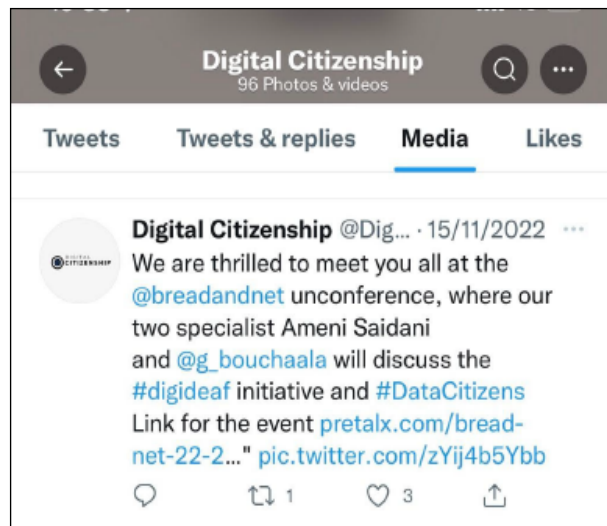 Digital Citizenship
96 Photos & videos
Tweets
Tweets & replies
Media
Likes
Digital Citizenship @Dig... · 15/11/2022 ...
DIGITAL
CITIZENSHIP
We are thrilled to meet you all at the
@breadandnet unconference, where our
two specialist Ameni Saidani
and @g_bouchaala will discuss the
#digideaf initiative and #DataCitizens
Link for the event pretalx.com/bread-
net-22-2..." pic.twitter.com/zYij4b5Ybb
1
3